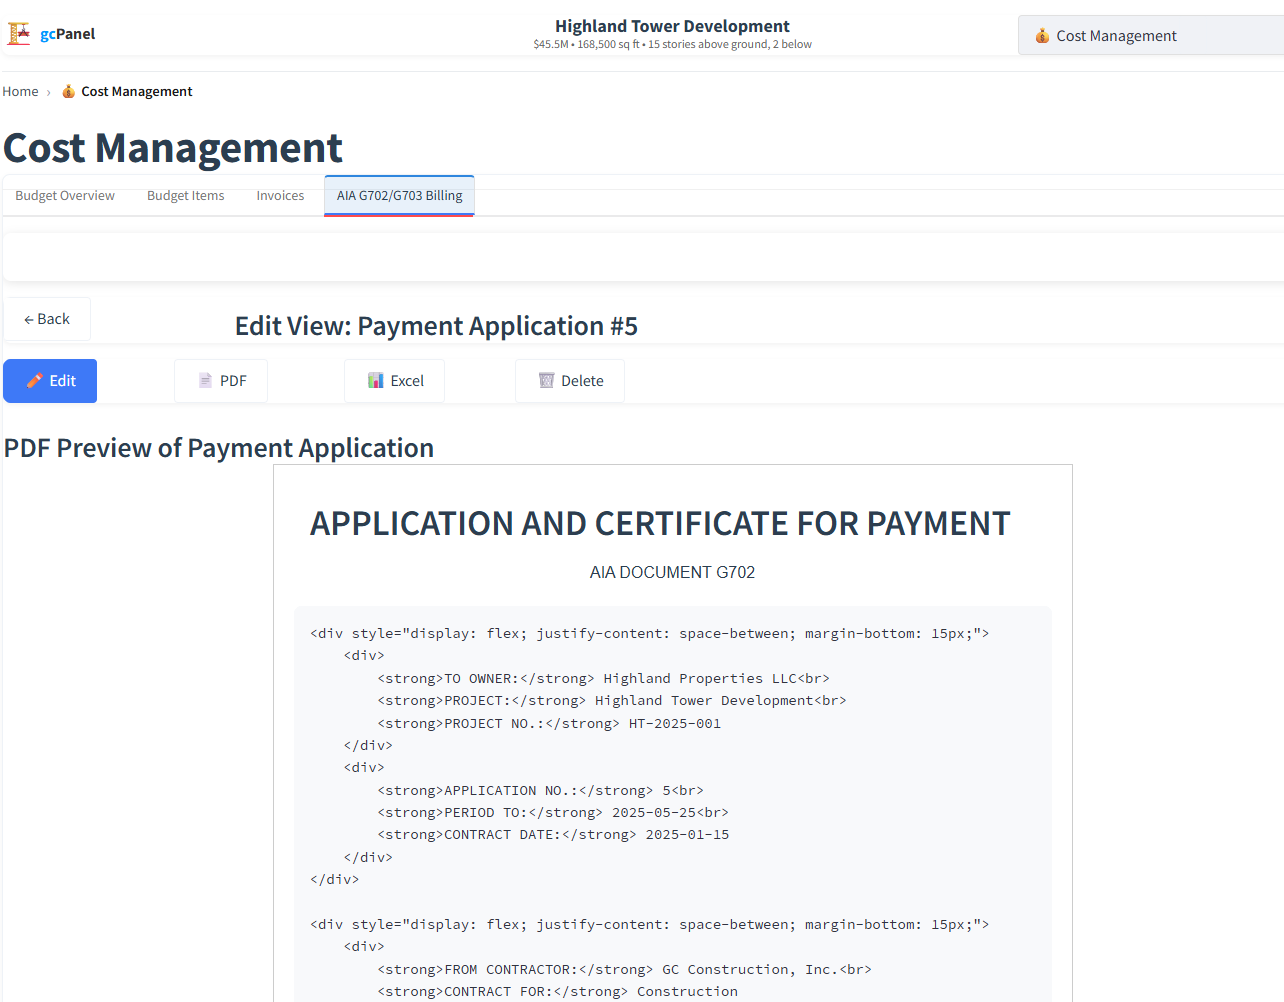 gcPanel
Highland Tower Development
$45.5M • 168,500 sq ft • 15 stories above ground, 2 below
Cost Management
Home › Cost Management
Cost Management
Budget Overview Budget Items Invoices AIA G702/G703 Billing
← Back
Edit View: Payment Application #5
Edit PDF Excel Delete
PDF Preview of Payment Application
APPLICATION AND CERTIFICATE FOR PAYMENT
AIA DOCUMENT G702
<div style="display: flex; justify-content: space-between; margin-bottom: 15px;">
    <div>
        <strong>TO OWNER:</strong> Highland Properties LLC<br>
        <strong>PROJECT:</strong> Highland Tower Development<br>
        <strong>PROJECT NO.:</strong> HT-2025-001
    </div>
    <div>
        <strong>APPLICATION NO.:</strong> 5<br>
        <strong>PERIOD TO:</strong> 2025-05-25<br>
        <strong>CONTRACT DATE:</strong> 2025-01-15
    </div>
</div>
<div style="display: flex; justify-content: space-between; margin-bottom: 15px;">
    <div>
        <strong>FROM CONTRACTOR:</strong> GC Construction, Inc.<br>
        <strong>CONTRACT FOR:</strong> Construction